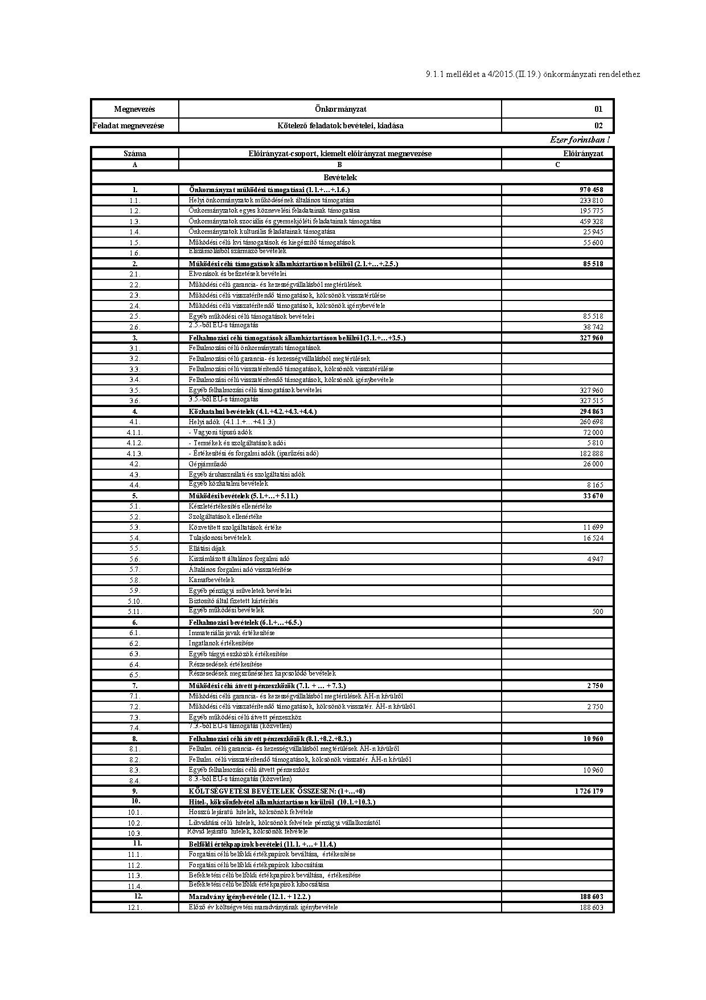 9.1.1 melléklet a 4/2015.(II.19.) önkormányzati rendelethez
Megnevezés Önkormányzat 01
Feladat megnevezése Kötelező feladatok bevételei, kiadása 02
Ezer forintban !
Száma Előirányzat-csoport, kiemelt előirányzat megnevezése Előirányzat
A B C
Bevételek
1. Önkormányzat működési támogatásai (1.1.+…+.1.6.) 970 458
1.1. Helyi önkormányzatok működésének általános támogatása 233 810
1.2. Önkormányzatok egyes köznevelési feladatainak támogatása 195 775
1.3. Önkormányzatok szociális és gyermekjóléti feladatainak támogatása 459 328
1.4. Önkormányzatok kulturális feladatainak támogatása 25 945
1.5. Működési célú kvi támogatások és kiegészítő támogatások 55 600
1.6. Elszámolásból származó bevételek
2. Működési célú támogatások államháztartáson belülről (2.1.+…+.2.5.) 85 518
2.1. Elvonások és befizetések bevételei
2.2. Működési célú garancia- és kezességvállalásból megtérülések
2.3. Működési célú visszatérítendő támogatások, kölcsönök visszatérülése
2.4. Működési célú visszatérítendő támogatások, kölcsönök igénybevétele
2.5. Egyéb működési célú támogatások bevételei 85 518
2.6. 2.5.-ből EU-s támogatás 38 742
3. Felhalmozási célú támogatások államháztartáson belülről (3.1.+…+3.5.) 327 960
3.1. Felhalmozási célú önkormányzati támogatások
3.2. Felhalmozási célú garancia- és kezességvállalásból megtérülések
3.3. Felhalmozási célú visszatérítendő támogatások, kölcsönök visszatérülése
3.4. Felhalmozási célú visszatérítendő támogatások, kölcsönök igénybevétele
3.5. Egyéb felhalmozási célú támogatások bevételei 327 960
3.6. 3.5.-ből EU-s támogatás 327 515
4. Közhatalmi bevételek (4.1.+4.2.+4.3.+4.4.) 294 863
4.1. Helyi adók (4.1.1.+…+4.1.3.) 260 698
4.1.1. - Vagyoni típusú adók 72 000
4.1.2. - Termékek és szolgáltatások adói 5 810
4.1.3. - Értékesítési és forgalmi adók (iparűzési adó) 182 888
4.2. Gépjárműadó 26 000
4.3. Egyéb áruhasználati és szolgáltatási adók
4.4. Egyéb közhatalmi bevételek 8 165
5. Működési bevételek (5.1.+…+ 5.11.) 33 670
5.1. Készletértékesítés ellenértéke
5.2. Szolgáltatások ellenértéke
5.3. Közvetített szolgáltatások értéke 11 699
5.4. Tulajdonosi bevételek 16 524
5.5. Ellátási díjak
5.6. Kiszámlázott általános forgalmi adó 4 947
5.7. Általános forgalmi adó visszatérítése
5.8. Kamatbevételek
5.9. Egyéb pénzügyi műveletek bevételei
5.10. Biztosító által fizetett kártérítés
5.11. Egyéb működési bevételek 500
6. Felhalmozási bevételek (6.1.+…+6.5.)
6.1. Immateriális javak értékesítése
6.2. Ingatlanok értékesítése
6.3. Egyéb tárgyi eszközök értékesítése
6.4. Részesedések értékesítése
6.5. Részesedések megszűnéséhez kapcsolódó bevételek
7. Működési célú átvett pénzeszközök (7.1. + … + 7.3.) 2 750
7.1. Működési célú garancia- és kezességvállalásból megtérülések ÁH-n kívülről
7.2. Működési célú visszatérítendő támogatások, kölcsönök visszatér. ÁH-n kívülről 2 750
7.3. Egyéb működési célú átvett pénzeszköz
7.4. 7.3.-ból EU-s támogatás (közvetlen)
8. Felhalmozási célú átvett pénzeszközök (8.1.+8.2.+8.3.) 10 960
8.1. Felhalm. célú garancia- és kezességvállalásból megtérülések ÁH-n kívülről
8.2. Felhalm. célú visszatérítendő támogatások, kölcsönök visszatér. ÁH-n kívülről
8.3. Egyéb felhalmozási célú átvett pénzeszköz 10 960
8.4. 8.3.-ból EU-s támogatás (közvetlen)
9. KÖLTSÉGVETÉSI BEVÉTELEK ÖSSZESEN: (1+…+8) 1 726 179
10. Hitel-, kölcsönfelvétel államháztartáson kívülről (10.1.+10.3.)
10.1. Hosszú lejáratú hitelek, kölcsönök felvétele
10.2. Likviditási célú hitelek, kölcsönök felvétele pénzügyi vállalkozástól
10.3. Rövid lejáratú hitelek, kölcsönök felvétele
11. Belföldi értékpapírok bevételei (11.1. +…+ 11.4.)
11.1. Forgatási célú belföldi értékpapírok beváltása, értékesítése
11.2. Forgatási célú belföldi értékpapírok kibocsátása
11.3. Befektetési célú belföldi értékpapírok beváltása, értékesítése
11.4. Befektetési célú belföldi értékpapírok kibocsátása
12. Maradvány igénybevétele (12.1. + 12.2.) 188 603
12.1. Előző év költségvetési maradványának igénybevétele 188 603